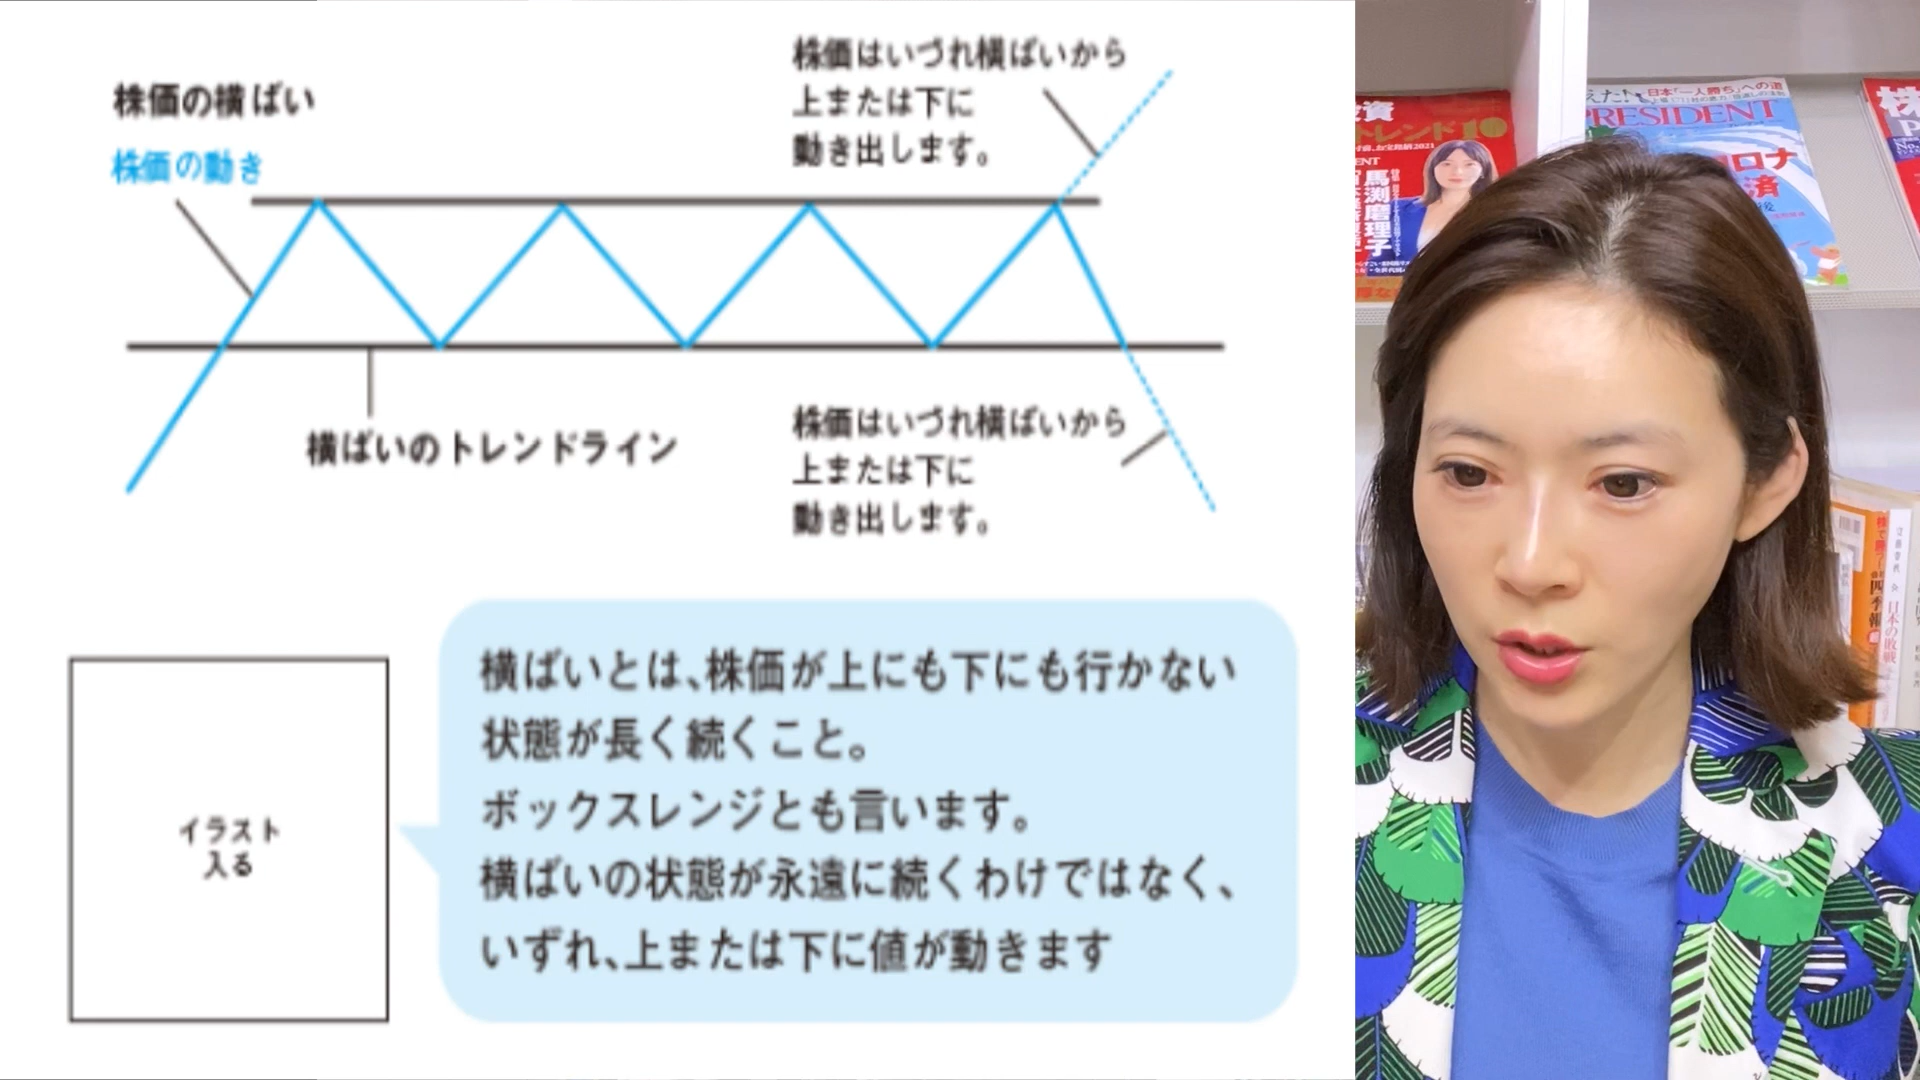 株価の横ばい
株価の動き
株価はいづれ横ばいから
上または下に
動き出します。
横ばいのトレンドライン
株価はいづれ横ばいから
上または下に
動き出します。
イラスト
入る
横ばいとは、株価が上にも下にも行かない
状態が長く続くこと。
ボックスレンジとも言います。
横ばいの状態が永遠に続くわけではなく、
いずれ、上または下に値が動きます
トレンド10
馬渕磨理子
日本「一人勝ち」への道
PRESIDENT
コロナ
四季報
日本の敗戦